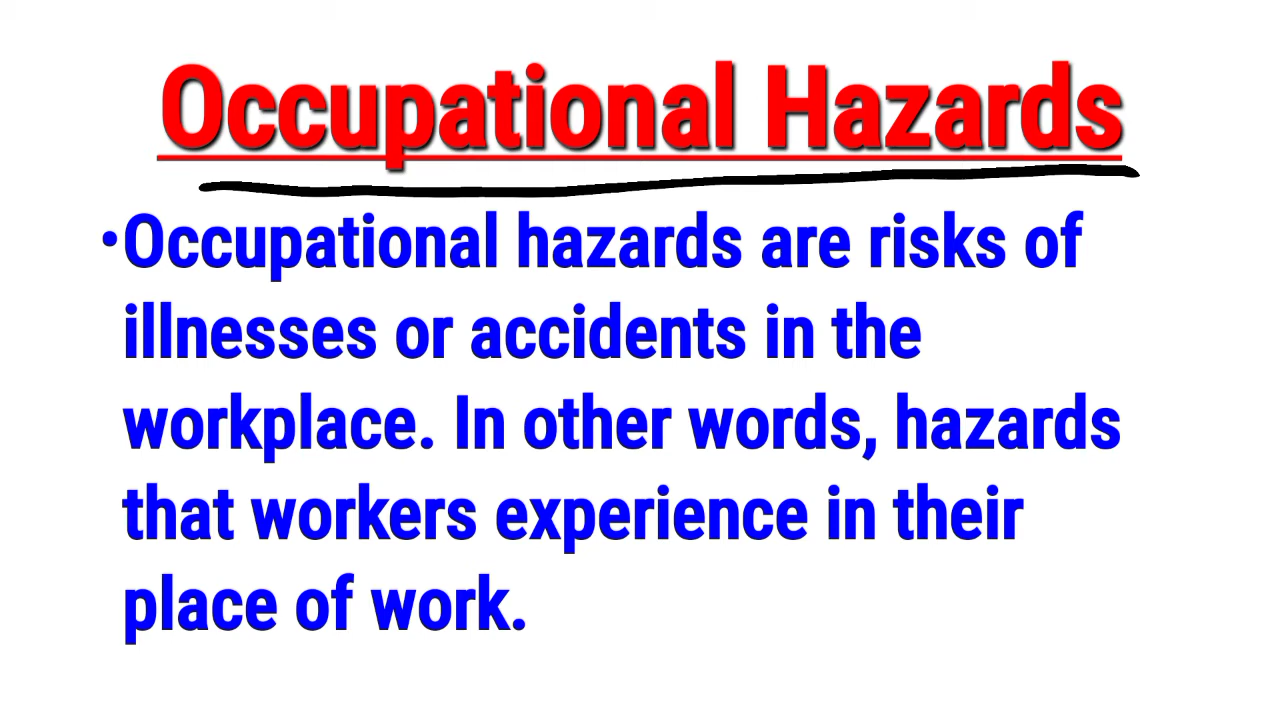 Occupational Hazards
•Occupational hazards are risks of
illnesses or accidents in the
workplace. In other words, hazards
that workers experience in their
place of work.